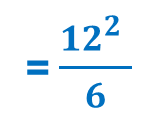 = 12² / 6